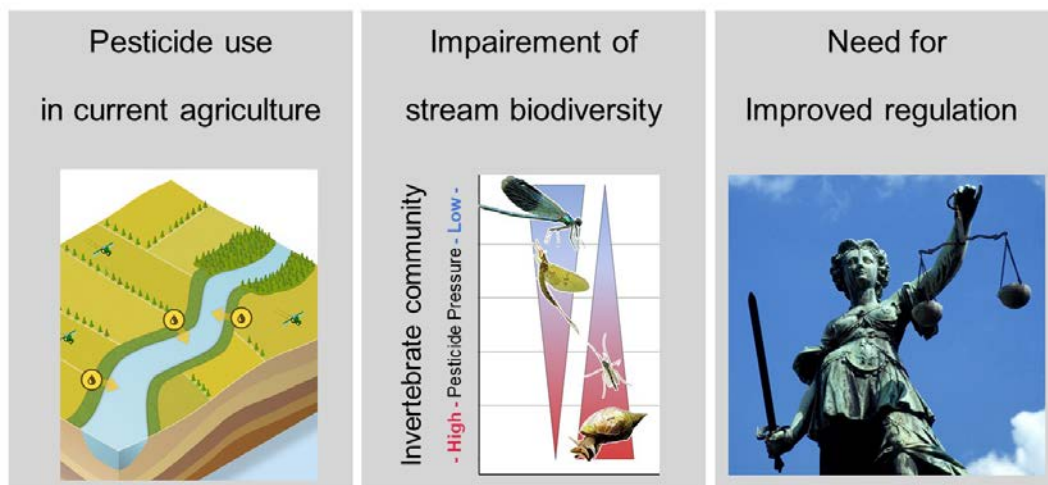 Pesticide use
in current agriculture
Impairement of
stream biodiversity
Invertebrate community
- High - Pesticide Pressure - Low -
Need for
Improved regulation